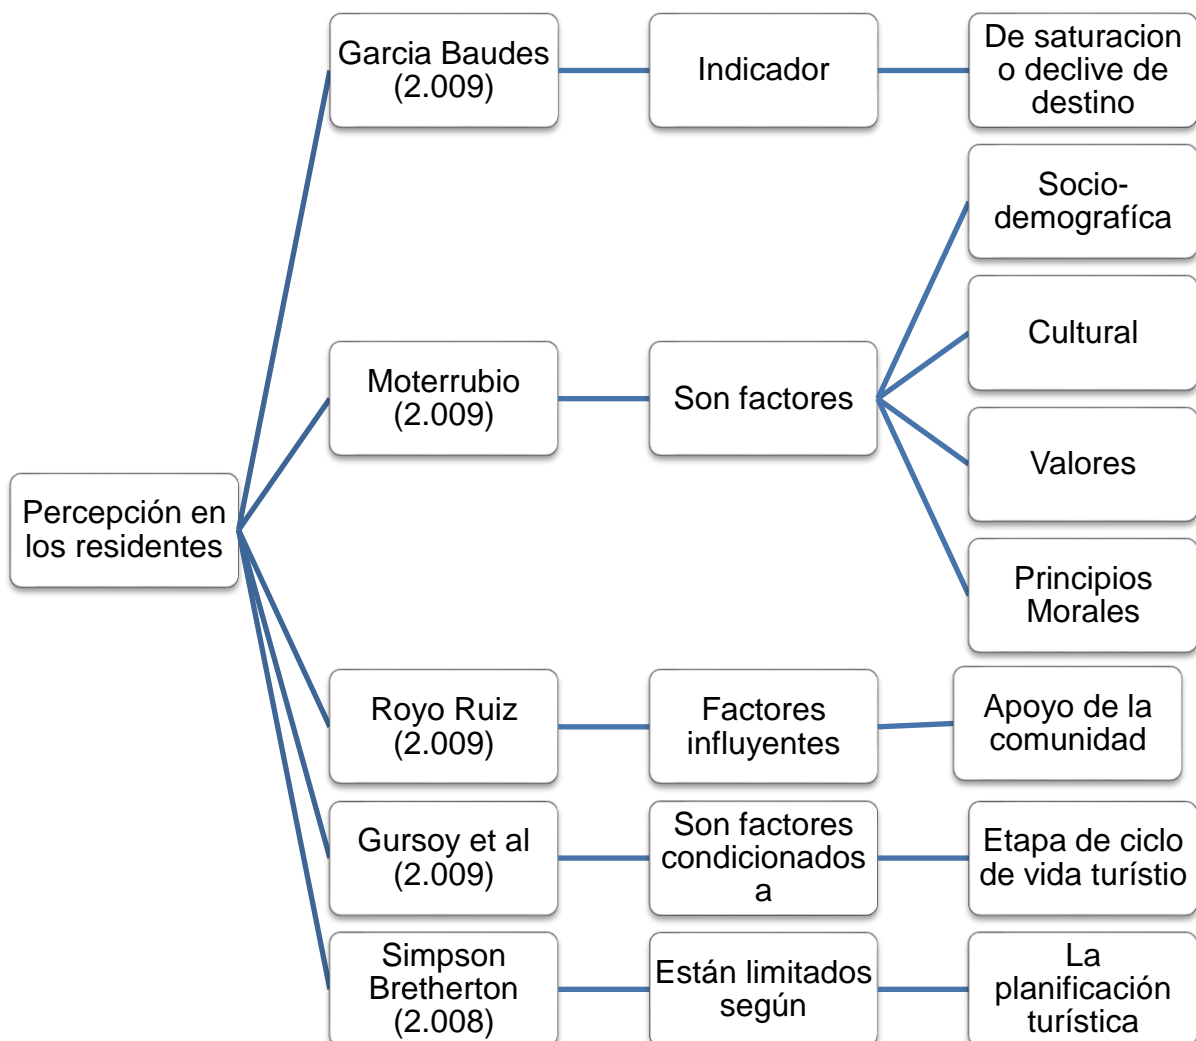 Garcia Baudes
(2.009)
Indicador
De saturacion
o declive de
destino
Socio-
demografíca
Cultural
Moterrubio
(2.009)
Son factores
Valores
Percepción en
los residentes
Principios
Morales
Royo Ruiz
(2.009)
Factores
influyentes
Apoyo de la
comunidad
Gursoy et al
(2.009)
Son factores
condicionados
a
Etapa de ciclo
de vida turístio
Simpson
Bretherton
(2.008)
Están limitados
según
La
planificación
turística